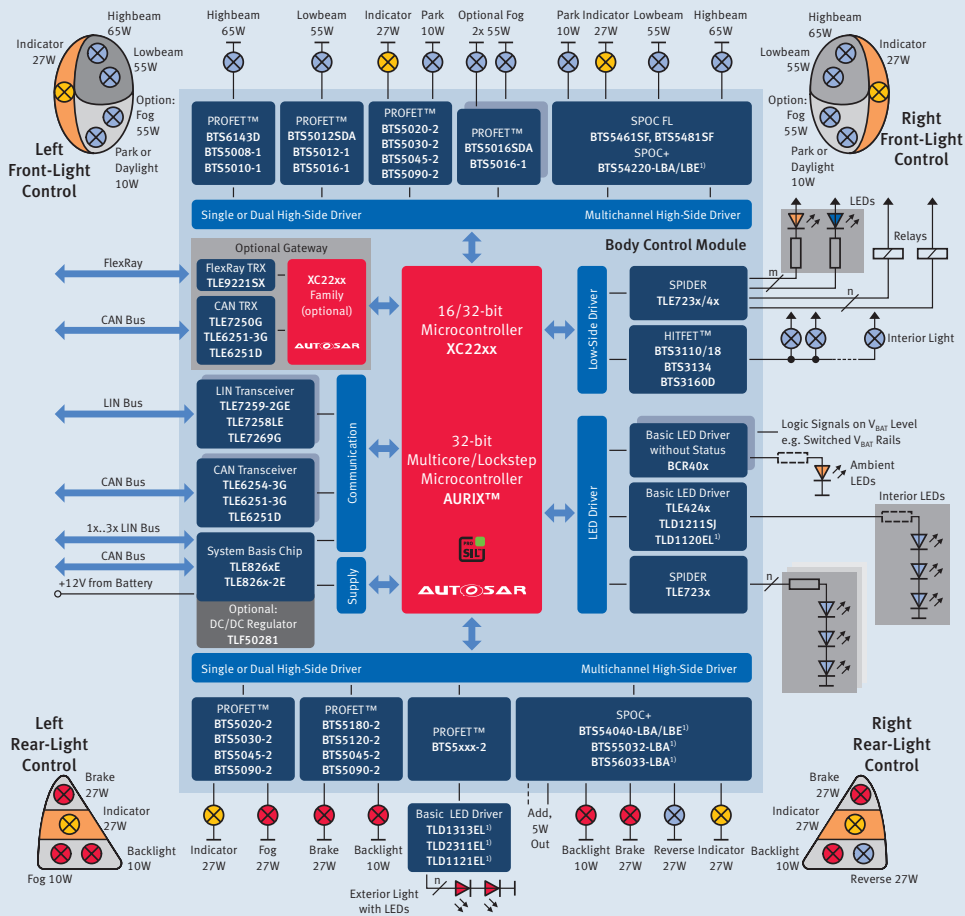 Highbeam
65W
Indicator
27W
Lowbeam
55W
Option:
Fog
55W
Park or
Daylight
10W
Left
Front-Light
Control
Highbeam
65W
Lowbeam
55W
Indicator
27W
Park
10W
Optional Fog
2x 55W
Park
10W
Indicator
27W
Lowbeam
55W
Highbeam
65W
Highbeam
65W
Lowbeam
55W
Indicator
27W
Option:
Fog
55W
Park or
Daylight
10W
Right
Front-Light
Control
PROFET™
BTS6143D
BTS5008-1
BTS5010-1
PROFET™
BTS5012SDA
BTS5012-1
BTS5016-1
PROFET™
BTS5020-2
BTS5030-2
BTS5045-2
BTS5090-2
PROFET™
BTS5016SDA
BTS5016-1
SPOC FL
BTS5461SF, BTS5481SF
SPOC+
BTS54220-LBA/LBE1)
Single or Dual High-Side Driver
Multichannel High-Side Driver
Body Control Module
Optional Gateway
FlexRay
FlexRay TRX
TLE9221SX
CAN Bus
CAN TRX
TLE7250G
TLE6251-3G
TLE6251D
XC22xx
Family
(optional)
AUTOSAR
LIN Bus
LIN Transceiver
TLE7259-2GE
TLE7258LE
TLE7269G
CAN Bus
CAN Transceiver
TLE6254-3G
TLE6251-3G
TLE6251D
1x..3x LIN Bus
CAN Bus
+12V from Battery
System Basis Chip
TLE826xE
TLE826x-2E
Optional:
DC/DC Regulator
TLF50281
Communication
Supply
16/32-bit
Microcontroller
XC22xx
32-bit
Multicore/Lockstep
Microcontroller
AURIX™
PRO
SIL™
AUTOSAR
Low-Side Driver
SPIDER
TLE723x/4x
HITFET™
BTS3110/18
BTS3134
BTS3160D
LEDs
Relays
m
n
Interior Light
LED Driver
Basic LED Driver
without Status
BCR40x
Basic LED Driver
TLE424x
TLD1211SJ
TLD1120EL1)
SPIDER
TLE723x
Logic Signals on VBAT Level
e.g. Switched VBAT Rails
Ambient
LEDs
Interior LEDs
n
Single or Dual High-Side Driver
Multichannel High-Side Driver
PROFET™
BTS5020-2
BTS5030-2
BTS5045-2
BTS5090-2
PROFET™
BTS5180-2
BTS5120-2
BTS5045-2
BTS5090-2
PROFET™
BTS5xxx-2
SPOC+
BTS54040-LBA/LBE1)
BTS55032-LBA1)
BTS56033-LBA1)
Left
Rear-Light
Control
Brake
27W
Indicator
27W
Backlight
10W
Fog 10W
Indicator
27W
Fog
27W
Brake
27W
Backlight
10W
Basic LED Driver
TLD1313EL1)
TLD2311EL1)
TLD1121EL1)
n
Exterior Light
with LEDs
Add,
5W
Out
Backlight
10W
Brake
27W
Reverse
27W
Indicator
27W
Right
Rear-Light
Control
Brake
27W
Indicator
27W
Backlight
10W
Reverse 27W